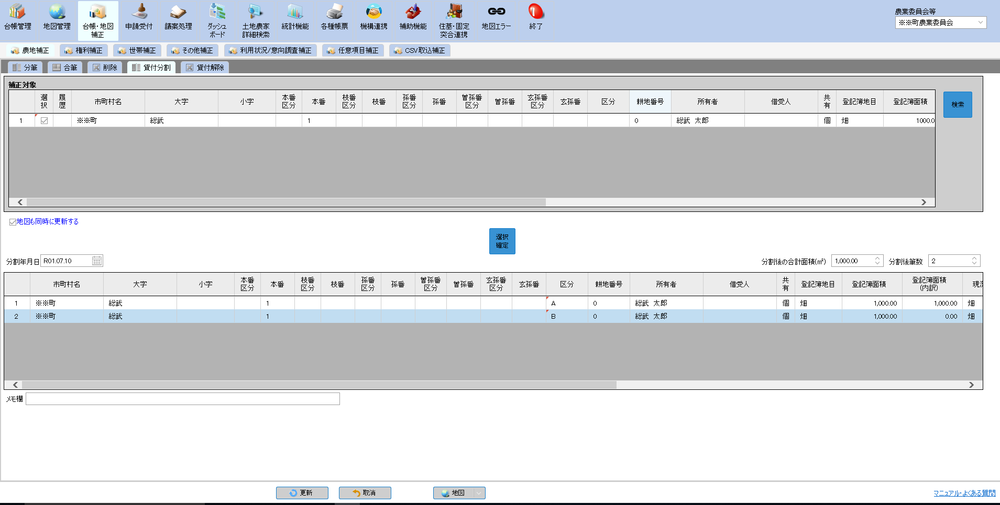 台帳管理 地図管理 台帳・地図補正 申請受付 議案処理 ダッシュボード 土地農家詳細検索 統計機能 各種帳票 機構連携 補助機能 住基・固定突合連携 地図エラー 終了
農業委員会等
※※町農業委員会
農地補正 権利補正 世帯補正 その他補正 利用状況/意向調査補正 任意項目補正 CSV取込補正
分筆 合筆 削除 貸付分割 貸付解除
補正対象
選択 履歴 市町村名 大字 小字 本番区分 本番 枝番区分 枝番 孫番区分 孫番 曽孫番区分 曽孫番 玄孫番区分 玄孫番 区分 耕地番号 所有者 借受人 共有 登記簿地目 登記簿面積
検索
1 ※※町 総武 1 0 総武 太郎 個 畑 1000.0
地図も同時に更新する
選択確定
分割年月日 R01.07.10 分割後の合計面積(㎡) 1,000.00 分割後筆数 2
市町村名 大字 小字 本番区分 本番 枝番区分 枝番 孫番区分 孫番 曽孫番区分 曽孫番 玄孫番区分 玄孫番 区分 耕地番号 所有者 借受人 共有 登記簿地目 登記簿面積 登記簿面積(内訳) 現況
1 ※※町 総武 1 A 0 総武 太郎 個 畑 1,000.00 1,000.00 畑
2 ※※町 総武 1 B 0 総武 太郎 個 畑 1,000.00 0.00 畑
メモ欄
更新 取消 地図
マニュアル・よくある質問